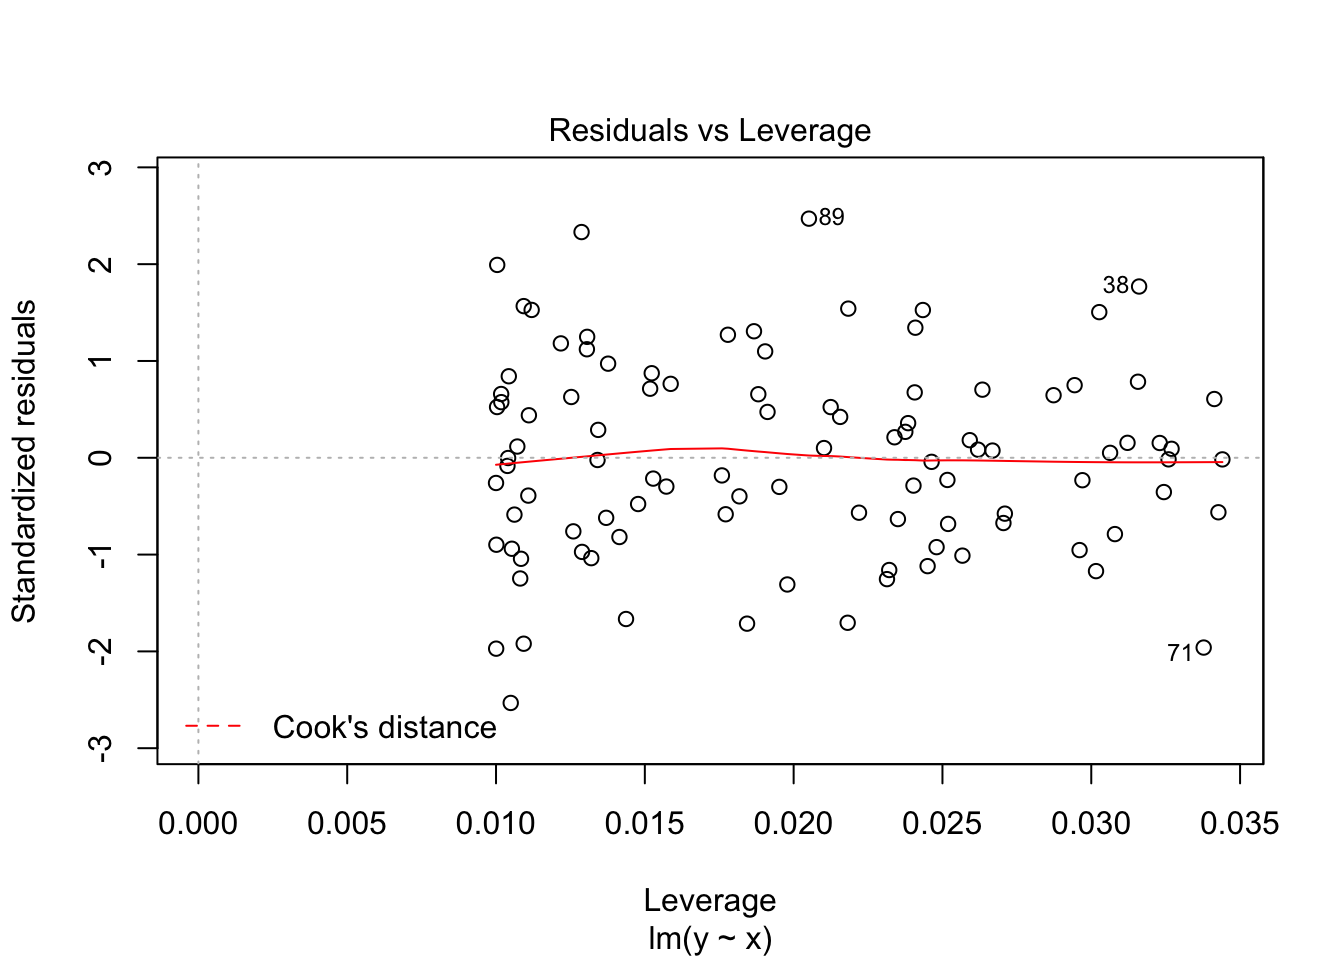 Residuals vs Leverage
Standardized residuals
3
2
1
0
-1
-2
-3
89
38
71
Cook's distance
0.000 0.005 0.010 0.015 0.020 0.025 0.030 0.035
Leverage
lm(y ~ x)